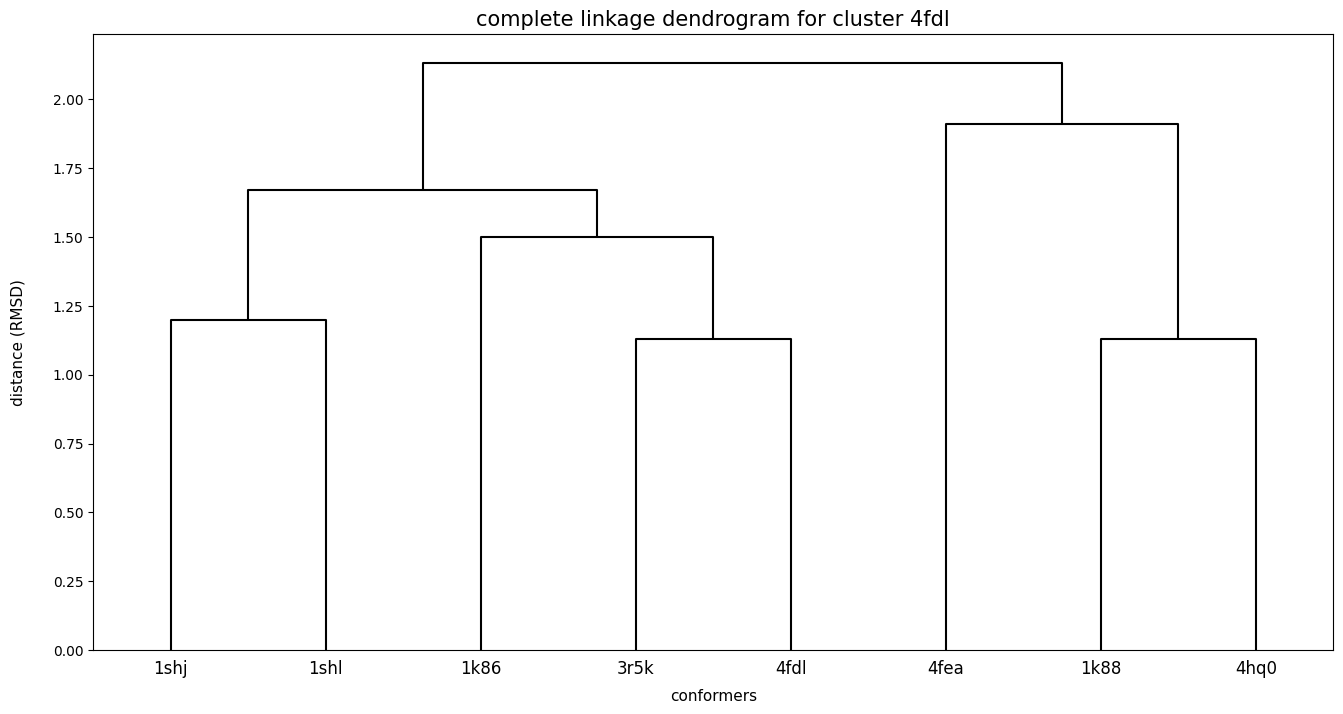 complete linkage dendrogram for cluster 4fdl
2.00
1.75
1.50
1.25
1.00
0.75
0.50
0.25
0.00
distance (RMSD)
1shj 1shl 1k86 3r5k 4fdl 4fea 1k88 4hq0
conformers